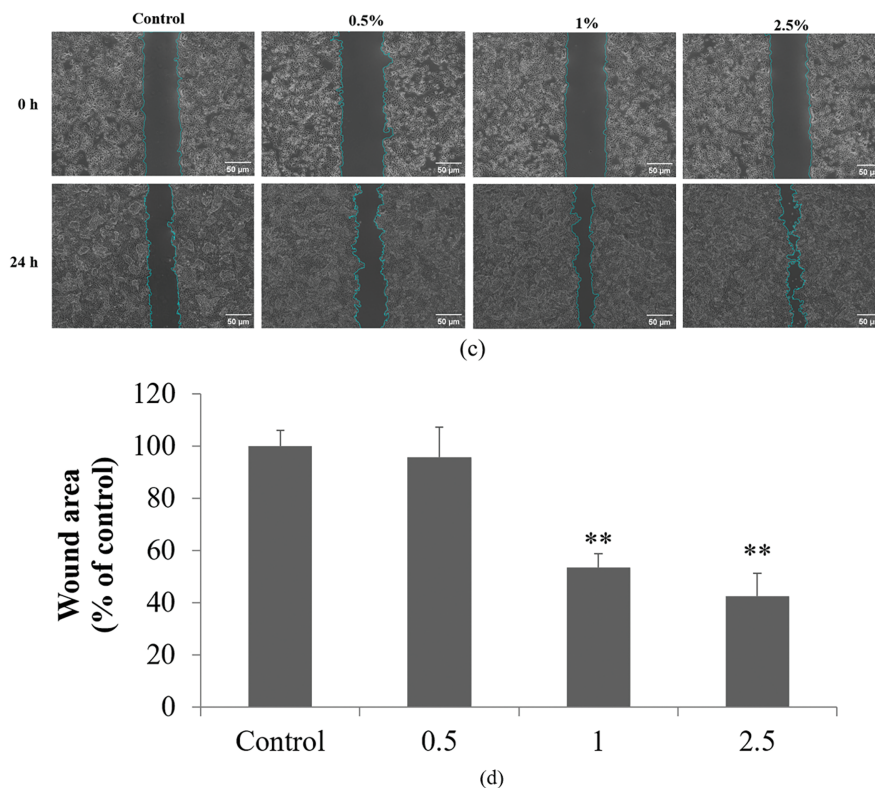 Control 0.5% 1% 2.5%
0 h
50 µm 50 µm 50 µm 50 µm
24 h
50 µm 50 µm 50 µm 50 µm
(c)
120
100
80
60
40
20
0
Wound area
(% of control)
** **
Control 0.5 1 2.5
(d)